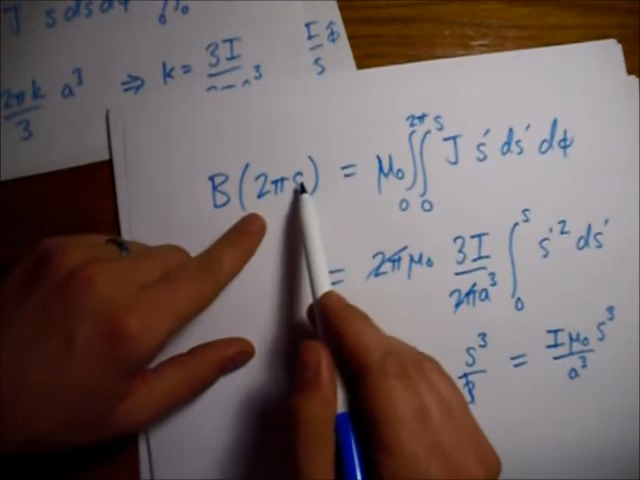 J s ds dϕ
2πk/3 a³ ⇒ k = 3I
I/s ϕ̂
B(2πs) = μ₀ ∫₀^2π ∫₀^s J s' ds' dϕ
= 2πμ₀ 3I/2πa³ ∫₀^s s'² ds'
s³/3 = Iμ₀/a³ s³